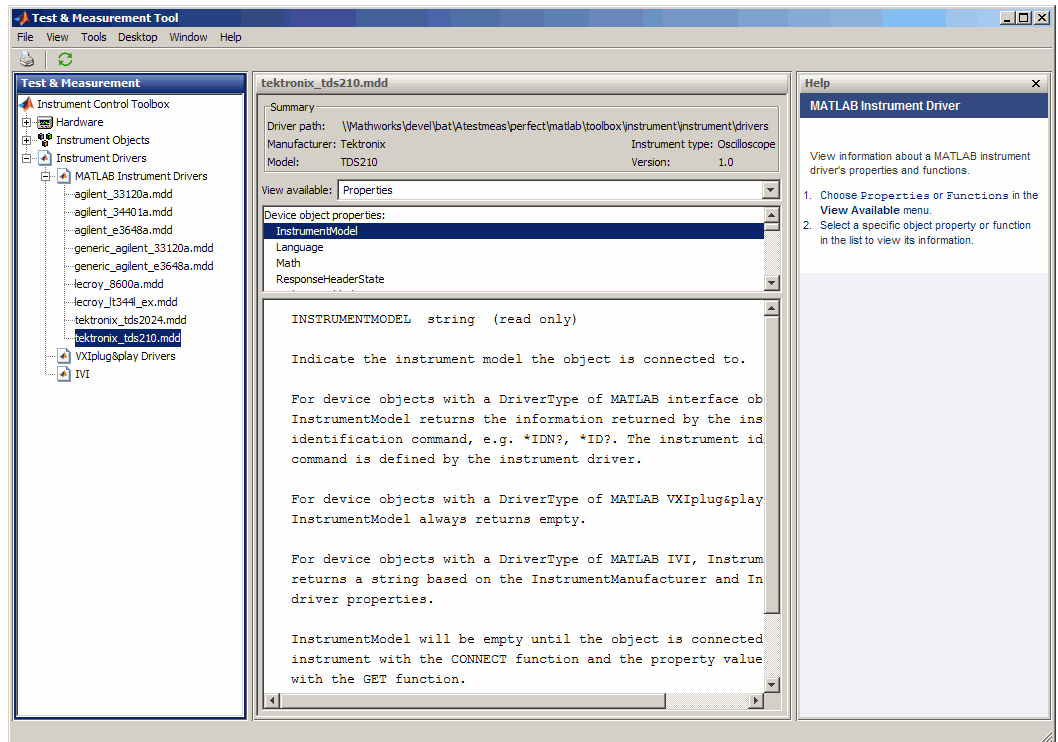 Test & Measurement Tool
File View Tools Desktop Window Help
Test & Measurement
Instrument Control Toolbox
Hardware
Instrument Objects
Instrument Drivers
MATLAB Instrument Drivers
agilent_33120a.mdd
agilent_34401a.mdd
agilent_e3648a.mdd
generic_agilent_33120a.mdd
generic_agilent_e3648a.mdd
lecroy_8600a.mdd
lecroy_lt344l_ex.mdd
tektronix_tds2024.mdd
tektronix_tds210.mdd
VXIplug&play Drivers
IVI
tektronix_tds210.mdd
Summary
Driver path: \\Mathworks\devel\bat\Atestmeas\perfect\matlab\toolbox\instrument\instrument\drivers
Manufacturer: Tektronix Instrument type: Oscilloscope
Model: TDS210 Version: 1.0
View available: Properties
Device object properties:
InstrumentModel
Language
Math
ResponseHeaderState
INSTRUMENTMODEL string (read only)
Indicate the instrument model the object is connected to.
For device objects with a DriverType of MATLAB interface ob
InstrumentModel returns the information returned by the ins
identification command, e.g. *IDN?, *ID?. The instrument id
command is defined by the instrument driver.
For device objects with a DriverType of MATLAB VXIplug&play
InstrumentModel always returns empty.
For device objects with a DriverType of MATLAB IVI, Instrum
returns a string based on the InstrumentManufacturer and In
driver properties.
InstrumentModel will be empty until the object is connected
instrument with the CONNECT function and the property value
with the GET function.
Help
MATLAB Instrument Driver
View information about a MATLAB instrument
driver's properties and functions.
1. Choose Properties or Functions in the
View Available menu.
2. Select a specific object property or function
in the list to view its information.